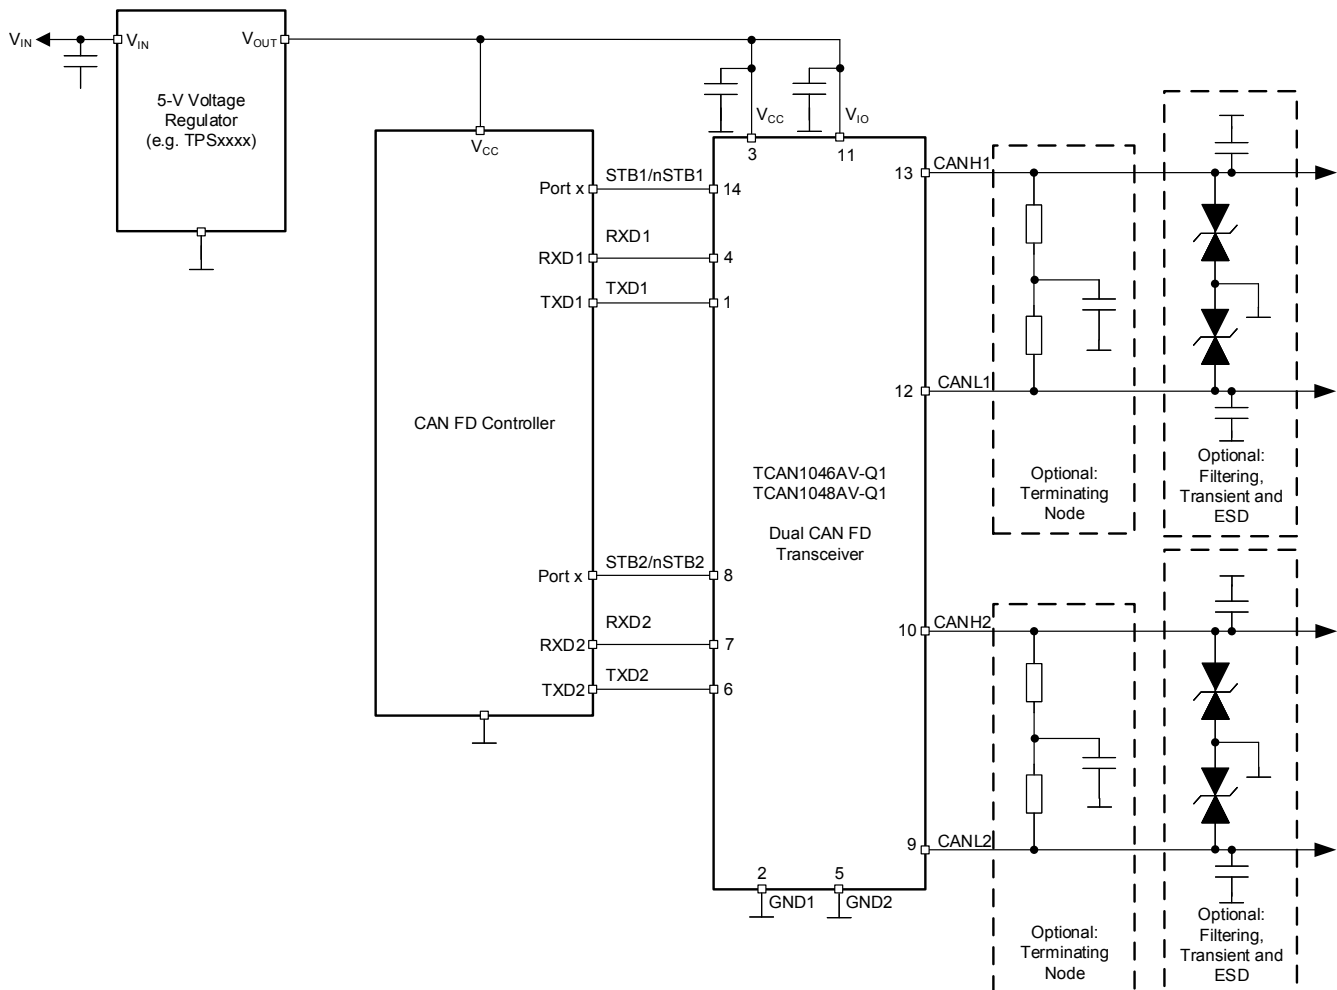 VIN
VIN
VOUT
5-V Voltage
Regulator
(e.g. TPSxxxx)
VCC
VCC
VIO
3
11
Port x
STB1/nSTB1
14
RXD1
RXD1
4
TXD1
TXD1
1
13
CANH1
12
CANL1
CAN FD Controller
TCAN1046AV-Q1
TCAN1048AV-Q1
Dual CAN FD
Transceiver
Optional:
Terminating
Node
Optional:
Filtering,
Transient and
ESD
Port x
STB2/nSTB2
8
RXD2
RXD2
7
TXD2
TXD2
6
10
CANH2
9
CANL2
2
GND1
5
GND2
Optional:
Terminating
Node
Optional:
Filtering,
Transient and
ESD